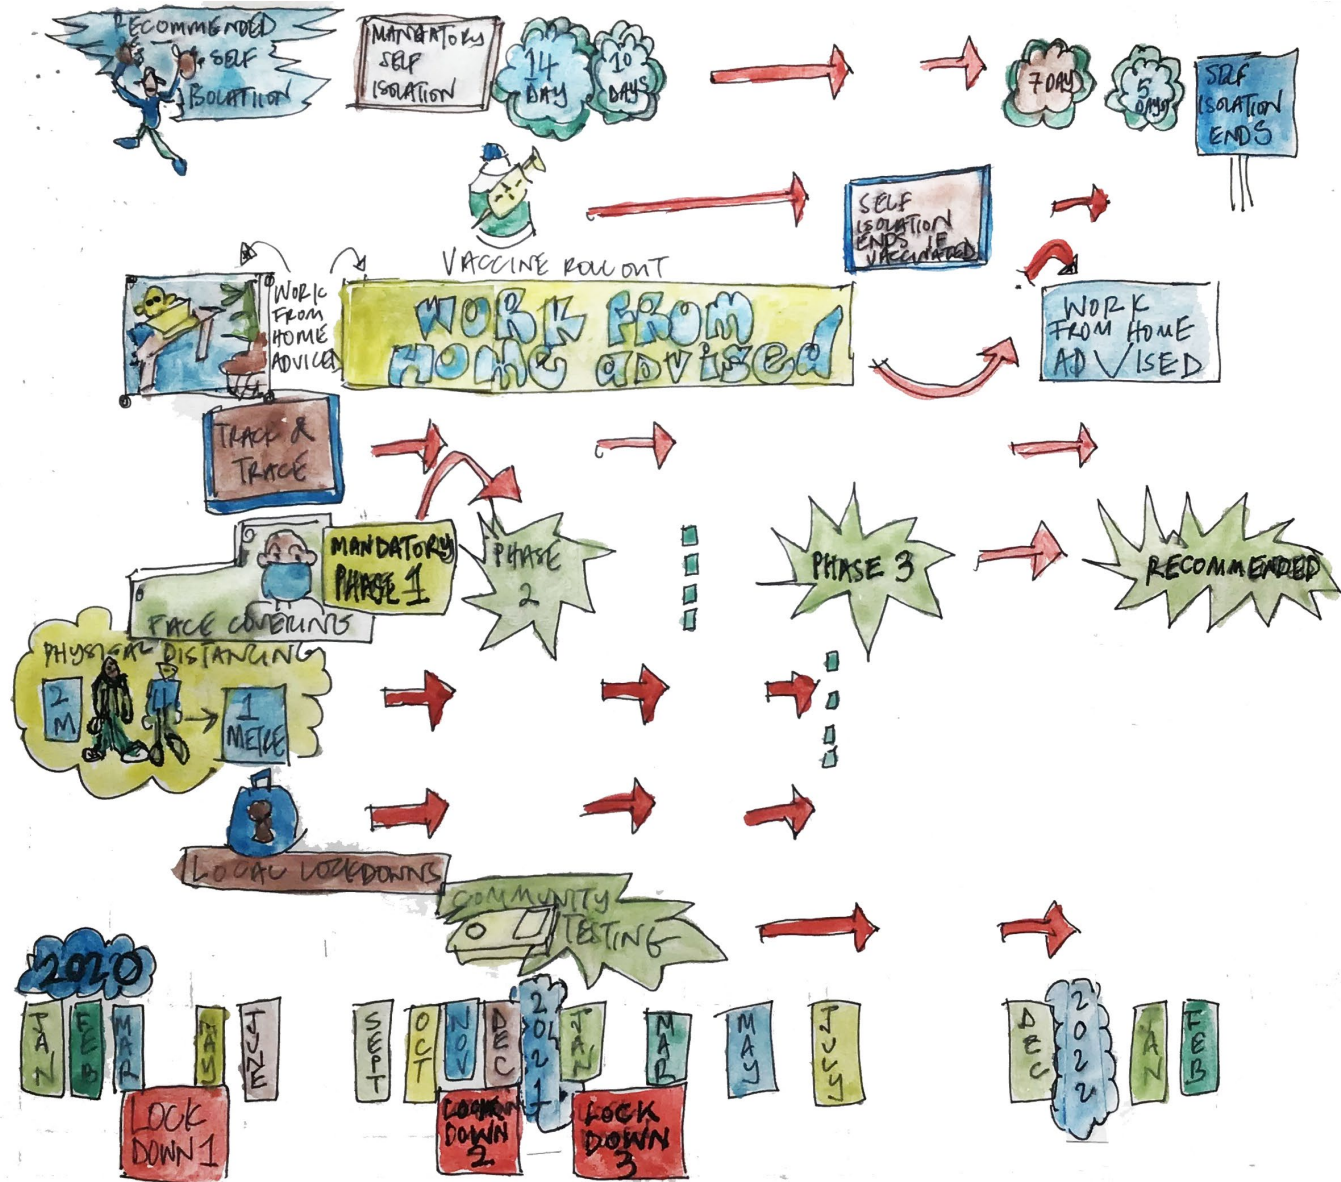 RECOMMENDED
SELF
ISOLATION
MANDATORY
SELF
ISOLATION
14
DAY
10
DAYS
7 DAY
5
DAYS
SELF
ISOLATION
ENDS
VACCINE ROLL OUT
SELF
ISOLATION
ENDS IF
VACCINATED
WORK
FROM
HOME
ADVICED
WORK FROM
HOME ADVISED
WORK
FROM HOME
ADVISED
TRACK &
TRACE
MANDATORY
PHASE 1
PHASE
2
PHASE 3
RECOMMENDED
FACE COVERING
PHYSICAL DISTANCING
2
M
1
METRE
LOCAL LOCKDOWNS
COMMUNITY
TESTING
2020
JAN
FEB
MAR
MAY
JUNE
SEPT
OCT
NOV
DEC
2021
JAN
MAR
MAY
JULY
DEC
2022
JAN
FEB
LOCK
DOWN 1
LOCK
DOWN
2
LOCK
DOWN
3